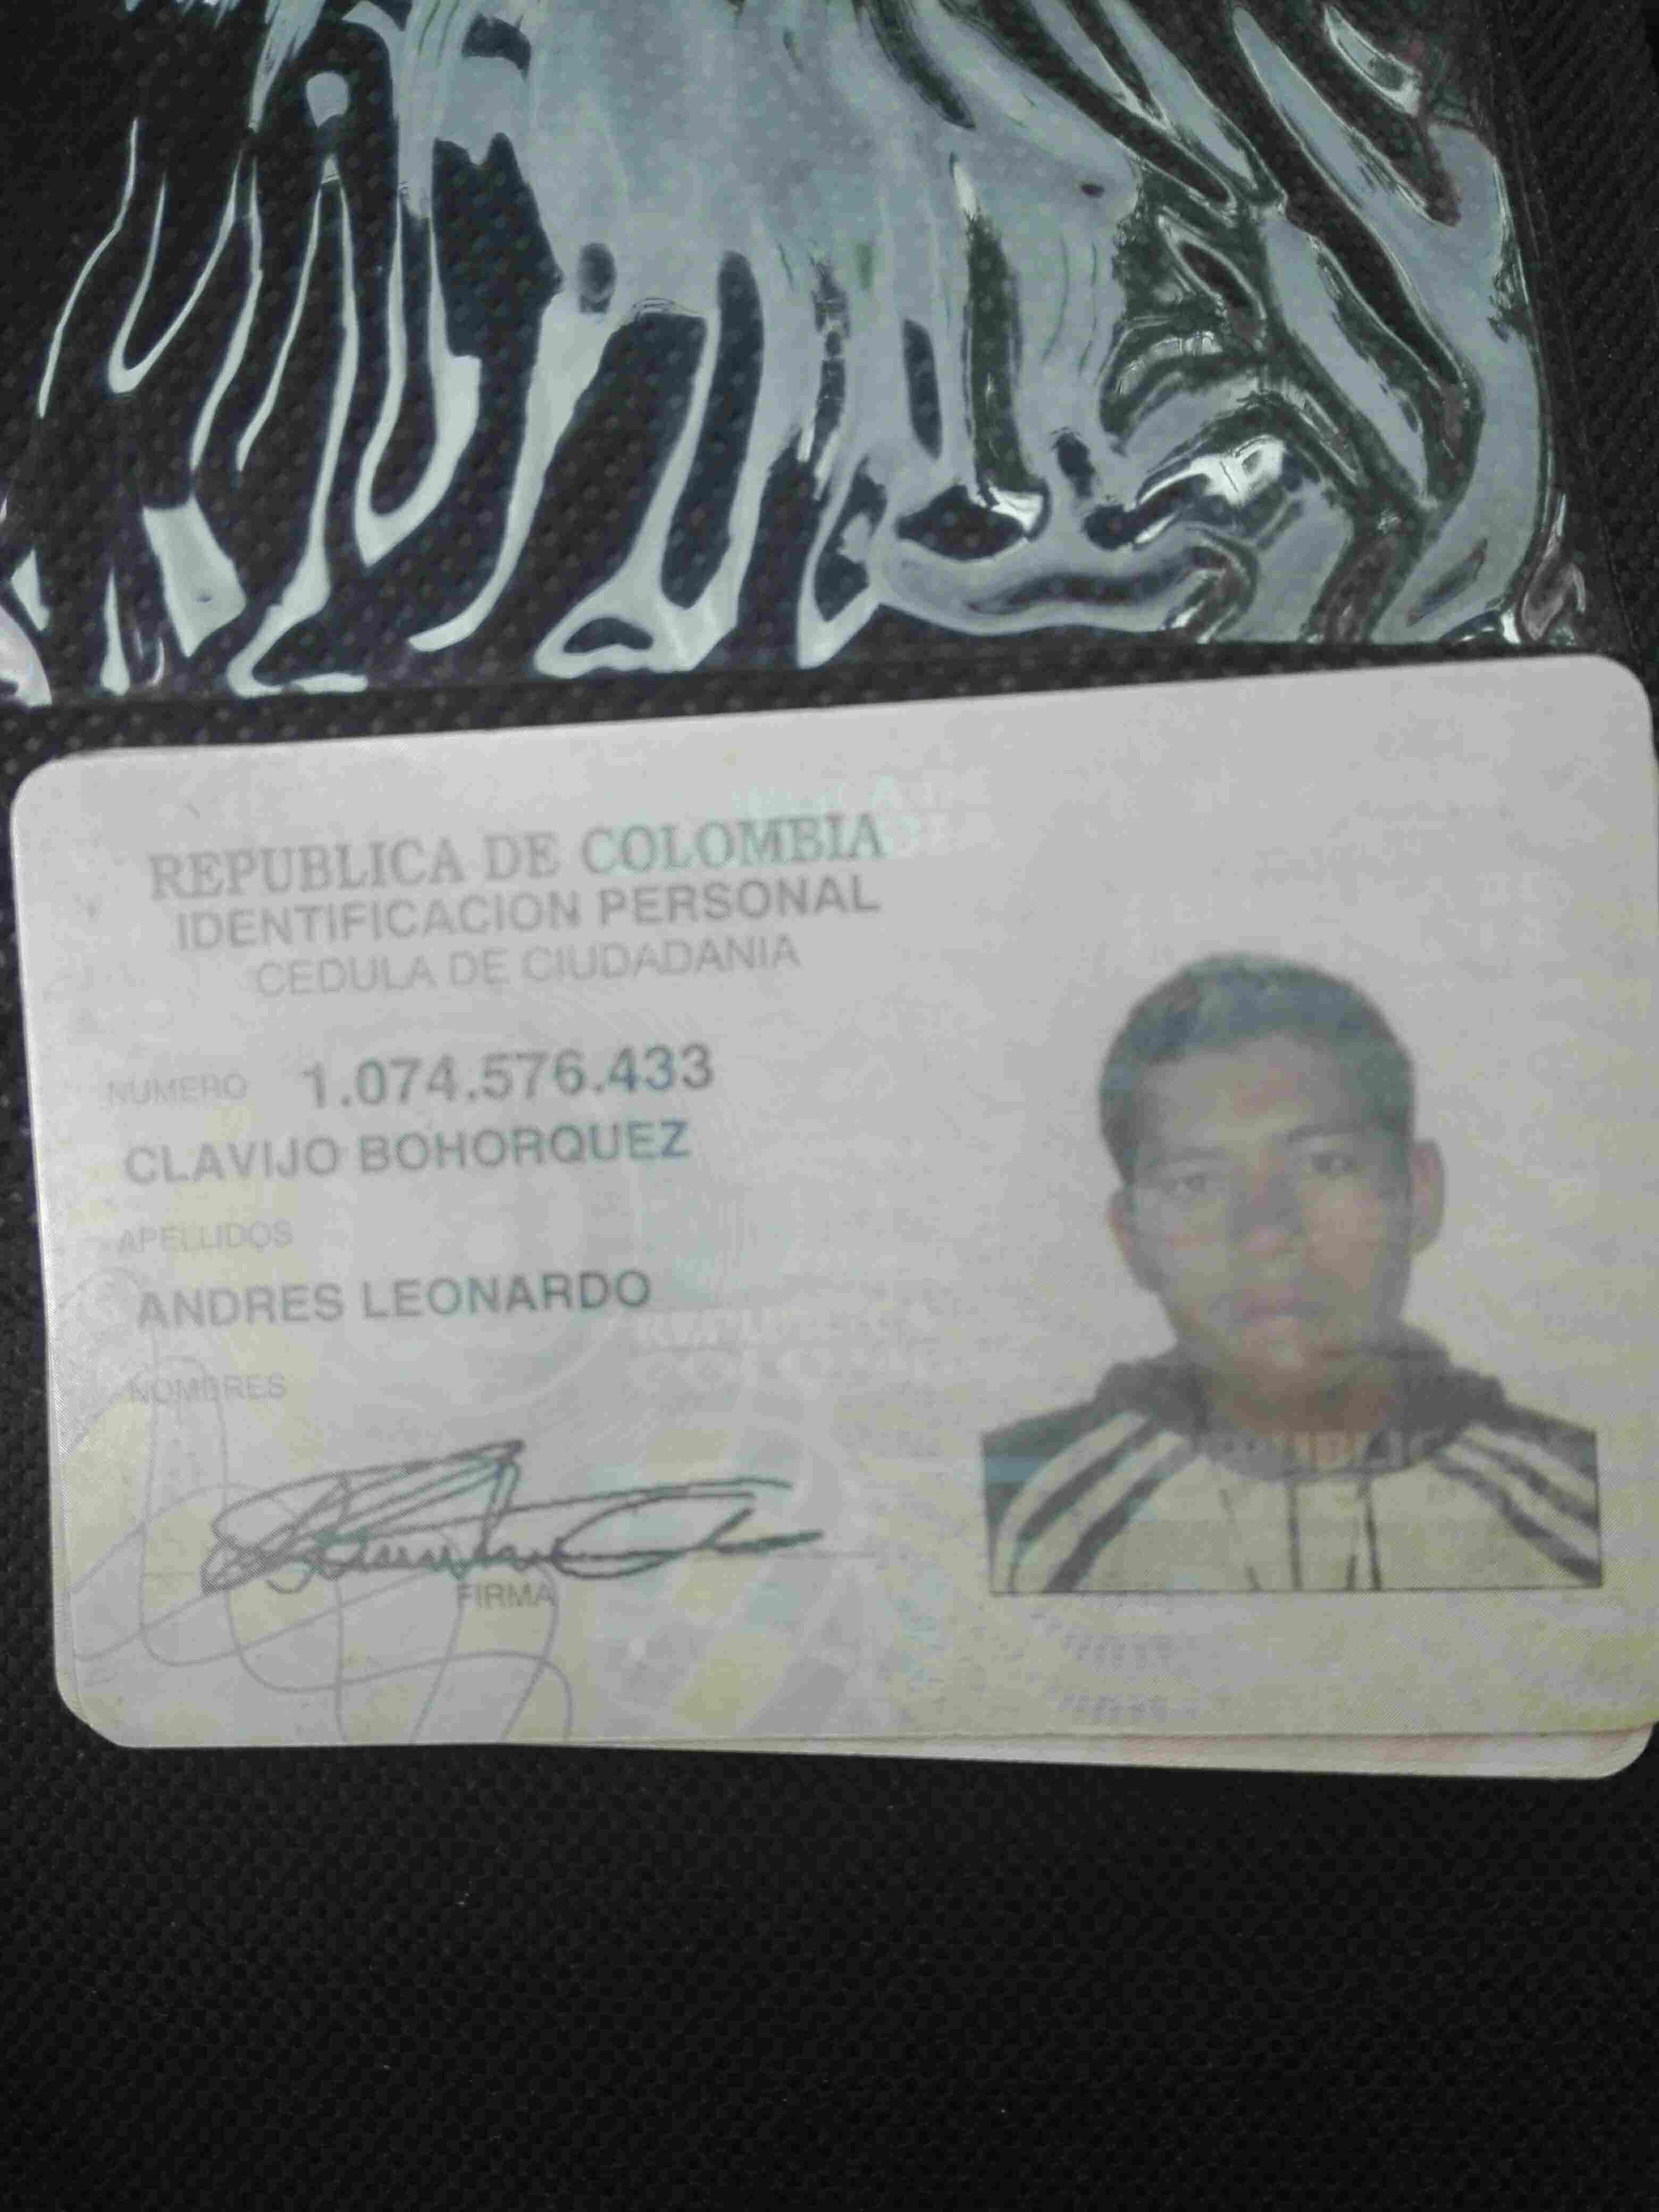 REPUBLICA DE COLOMBIA
IDENTIFICACION PERSONAL
CEDULA DE CIUDADANIA
NUMERO 1.074.576.433
CLAVIJO BOHORQUEZ
APELLIDOS
ANDRES LEONARDO
NOMBRES
FIRMA